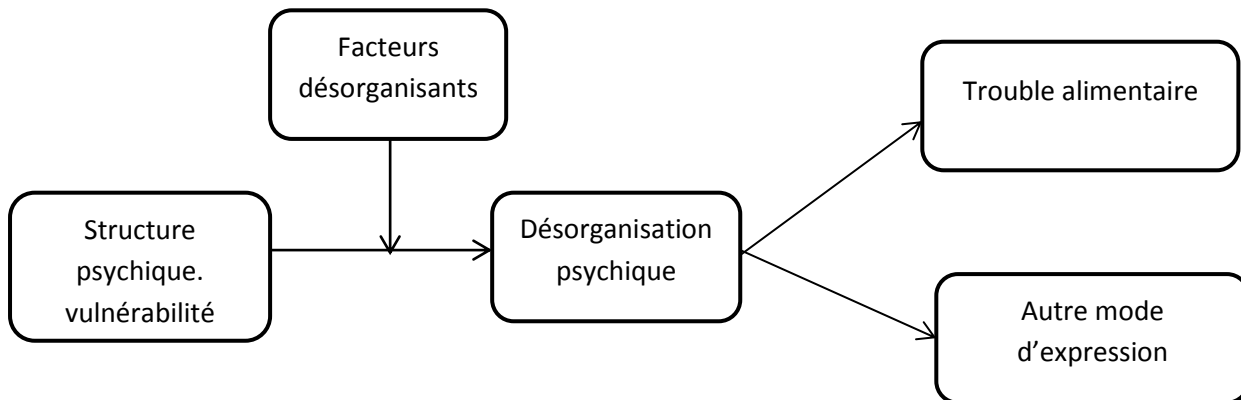 Facteurs
désorganisants
Trouble alimentaire
Structure
psychique.
vulnérabilité
Désorganisation
psychique
Autre mode
d’expression